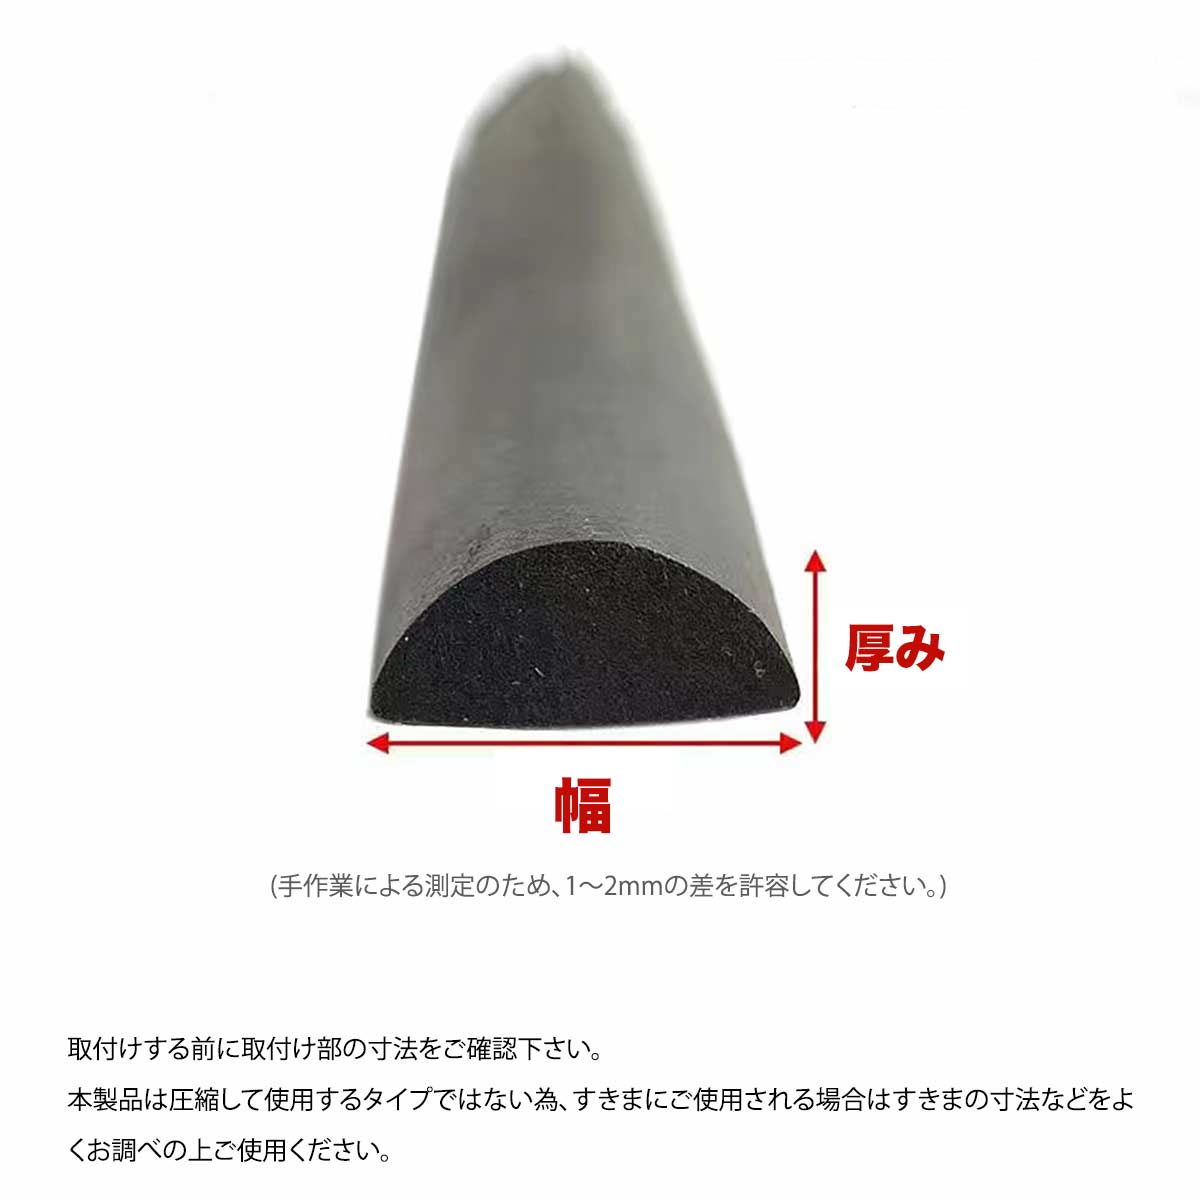 厚み
幅
(手作業による測定のため、1～2mmの差を許容してください。)
取付けする前に取付け部の寸法をご確認下さい。
本製品は圧縮して使用するタイプではない為、すきまにご使用される場合はすきまの寸法などをよ
くお調べの上ご使用ください。